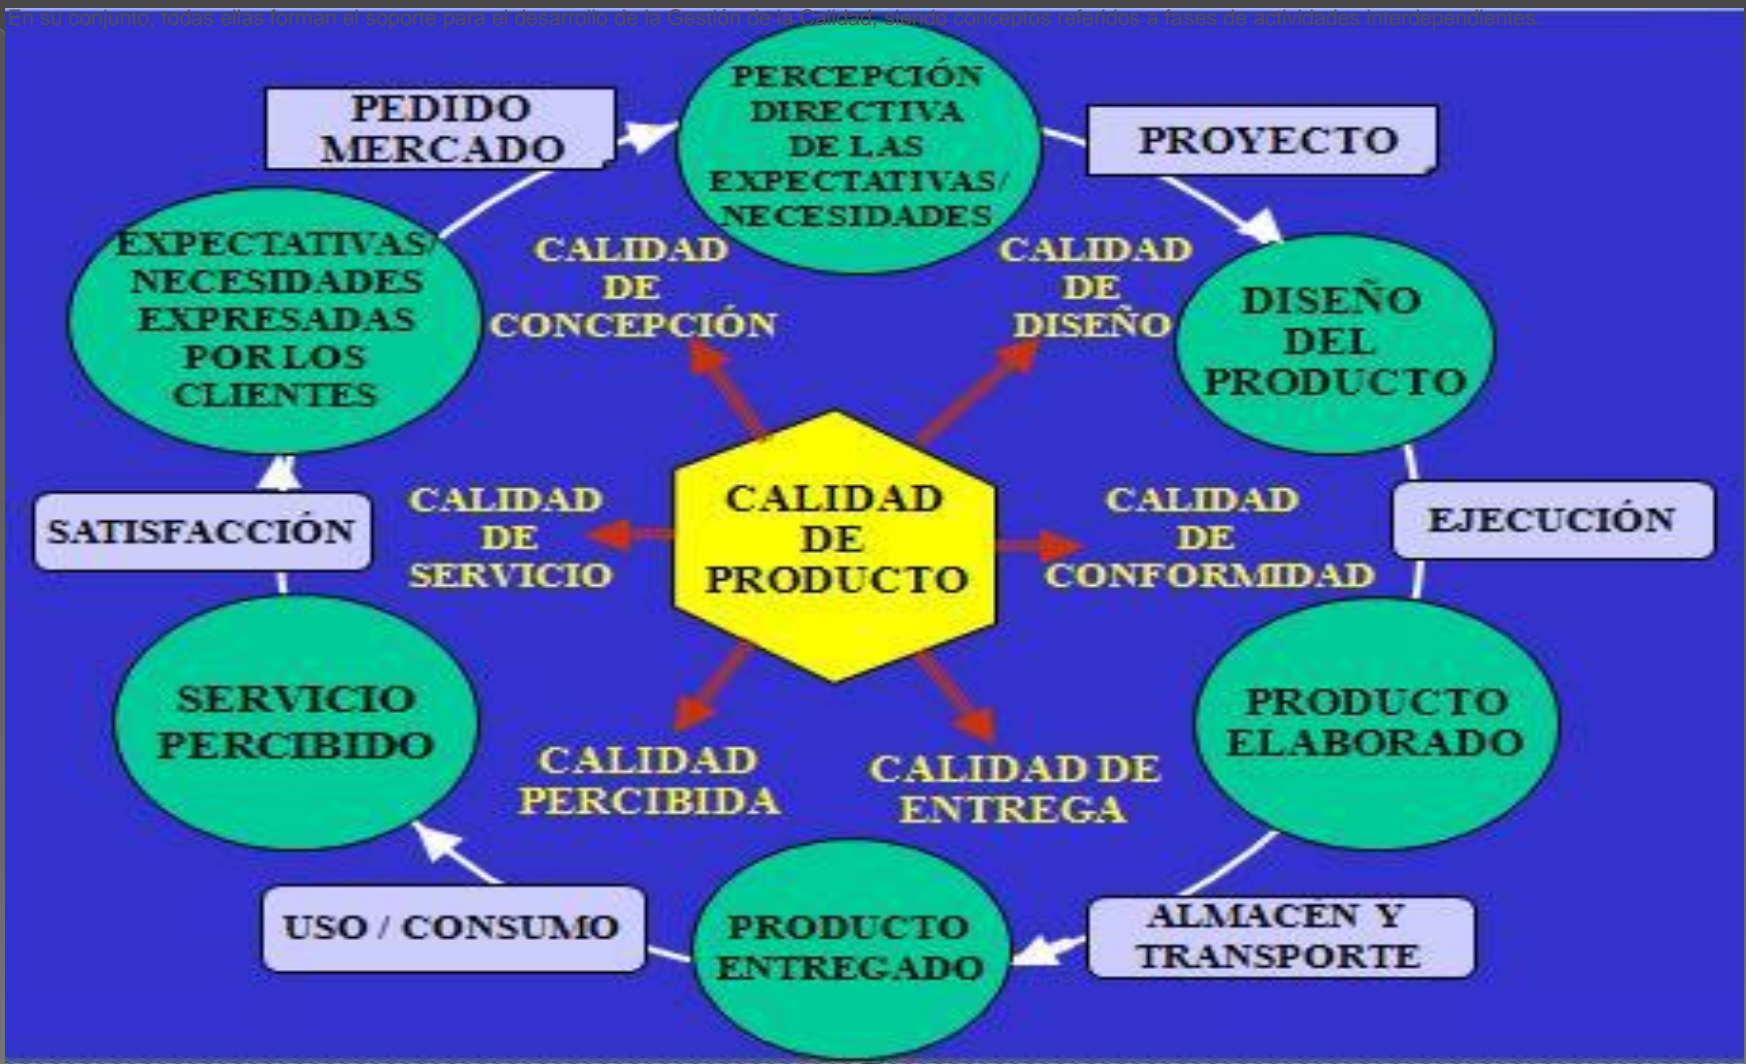 En su conjunto, todas ellas forman el soporte para el desarrollo de la Gestión de la Calidad, siendo conceptos referidos a fases de actividades interdependientes.
PEDIDO
MERCADO
PERCEPCIÓN
DIRECTIVA
DE LAS
EXPECTATIVAS/
NECESIDADES
PROYECTO
EXPECTATIVAS/
NECESIDADES
EXPRESADAS
POR LOS
CLIENTES
CALIDAD
DE
CONCEPCIÓN
CALIDAD
DE
DISEÑO
DISEÑO
DEL
PRODUCTO
SATISFACCIÓN
CALIDAD
DE
SERVICIO
CALIDAD
DE
PRODUCTO
CALIDAD
DE
CONFORMIDAD
EJECUCIÓN
SERVICIO
PERCIBIDO
CALIDAD
PERCIBIDA
CALIDAD DE
ENTREGA
PRODUCTO
ELABORADO
USO / CONSUMO
PRODUCTO
ENTREGADO
ALMACÉN Y
TRANSPORTE